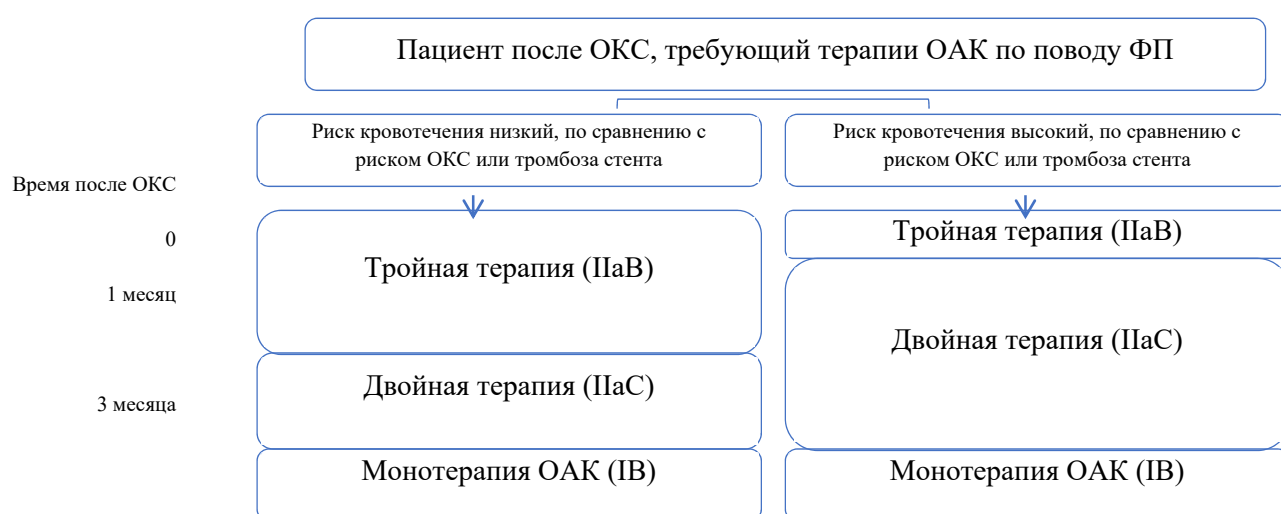 Пациент после ОКС, требующий терапии ОАК по поводу ФП
Риск кровотечения низкий, по сравнению с
риском ОКС или тромбоза стента
Риск кровотечения высокий, по сравнению с
риском ОКС или тромбоза стента
Время после ОКС
0
Тройная терапия (IIaB)
Тройная терапия (IIaB)
1 месяц
Двойная терапия (IIaC)
Двойная терапия (IIaC)
3 месяца
Монотерапия ОАК (IB)
Монотерапия ОАК (IB)